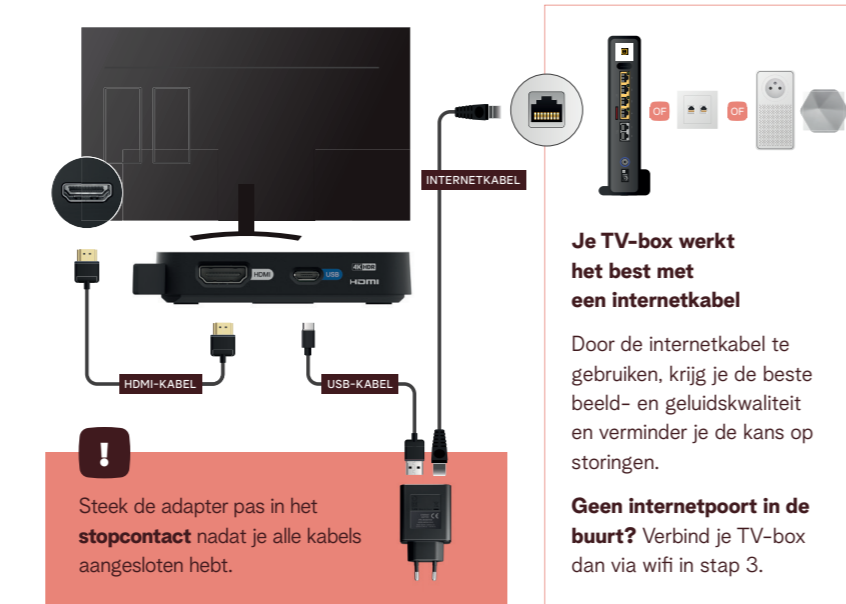 OF
OF
INTERNETKABEL
HDMI
USB
4K HDR
HDMI
HDMI-KABEL
USB-KABEL
!
Steek de adapter pas in het
stopcontact nadat je alle kabels
aangesloten hebt.
Je TV-box werkt
het best met
een internetkabel
Door de internetkabel te
gebruiken, krijg je de beste
beeld- en geluidskwaliteit
en verminder je de kans op
storingen.
Geen internetpoort in de
buurt? Verbind je TV-box
dan via wifi in stap 3.